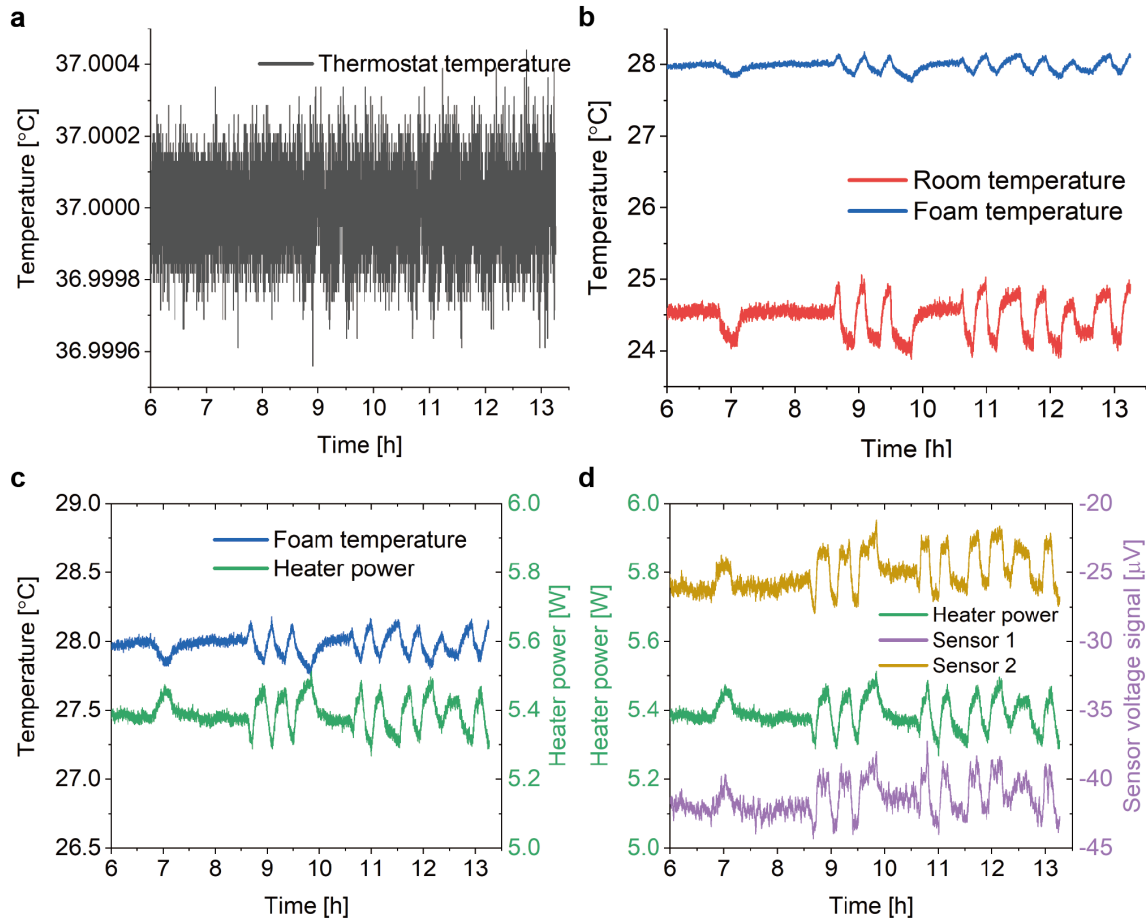 a
Temperature [°C]
37.0004
37.0002
37.0000
36.9998
36.9996
Thermostat temperature
6 7 8 9 10 11 12 13
Time [h]
b
Temperature [°C]
28
27
26
25
24
Room temperature
Foam temperature
6 7 8 9 10 11 12 13
Time [h]
c
Temperature [°C]
29.0
28.5
28.0
27.5
27.0
26.5
Foam temperature
Heater power
6.0
5.8
5.6
5.4
5.2
5.0
Heater power [W]
6 7 8 9 10 11 12 13
Time [h]
d
Heater power [W]
6.0
5.8
5.6
5.4
5.2
5.0
Heater power
Sensor 1
Sensor 2
-20
-25
-30
-35
-40
-45
Sensor voltage signal [μV]
6 7 8 9 10 11 12 13
Time [h]